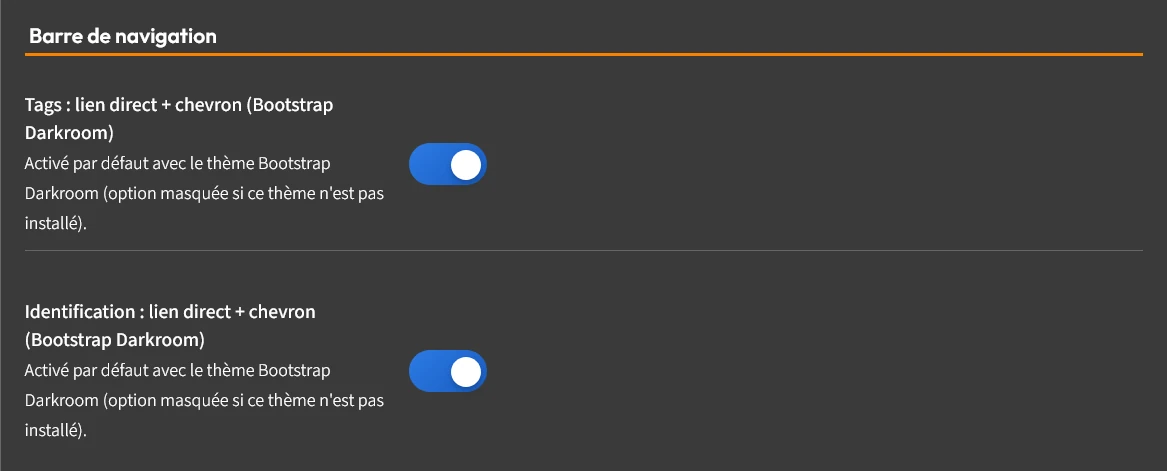 Barre de navigation
Tags : lien direct + chevron (Bootstrap
Darkroom)
Activé par défaut avec le thème Bootstrap
Darkroom (option masquée si ce thème n'est pas
installé).
Identification : lien direct + chevron
(Bootstrap Darkroom)
Activé par défaut avec le thème Bootstrap
Darkroom (option masquée si ce thème n'est pas
installé).